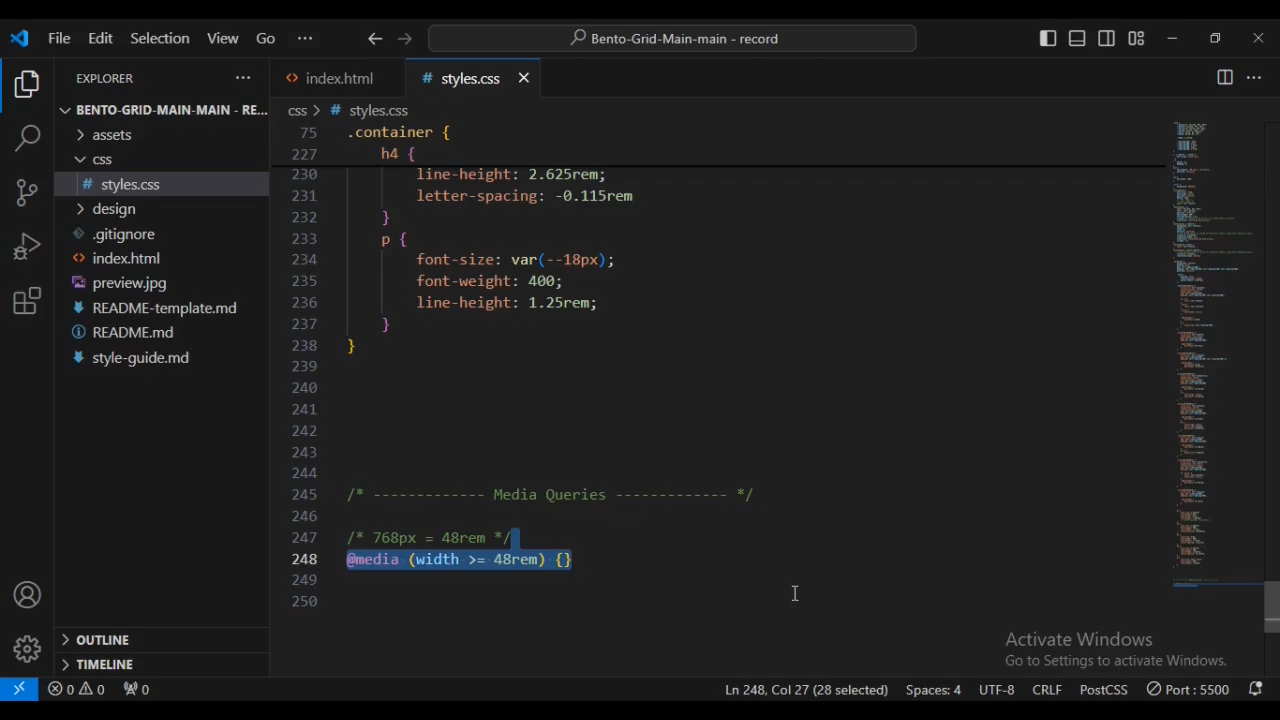 File Edit Selection View Go ···
Bento-Grid-Main-main - record
EXPLORER ···
BENTO-GRID-MAIN-MAIN - RE...
assets
css
# styles.css
design
.gitignore
<> index.html
preview.jpg
README-template.md
README.md
style-guide.md
OUTLINE
TIMELINE
<> index.html
# styles.css
css > # styles.css
75 .container {
227 h4 {
230 line-height: 2.625rem;
231 letter-spacing: -0.115rem
232 }
233 p {
234 font-size: var(--18px);
235 font-weight: 400;
236 line-height: 1.25rem;
237 }
238 }
239
240
241
242
243
244
245 /* ------------- Media Queries ------------- */
246
247 /* 768px = 48rem */
248 @media (width >= 48rem) {}
249
250
Activate Windows
Go to Settings to activate Windows.
0 0 0
Ln 248, Col 27 (28 selected) Spaces: 4 UTF-8 CRLF PostCSS Port : 5500